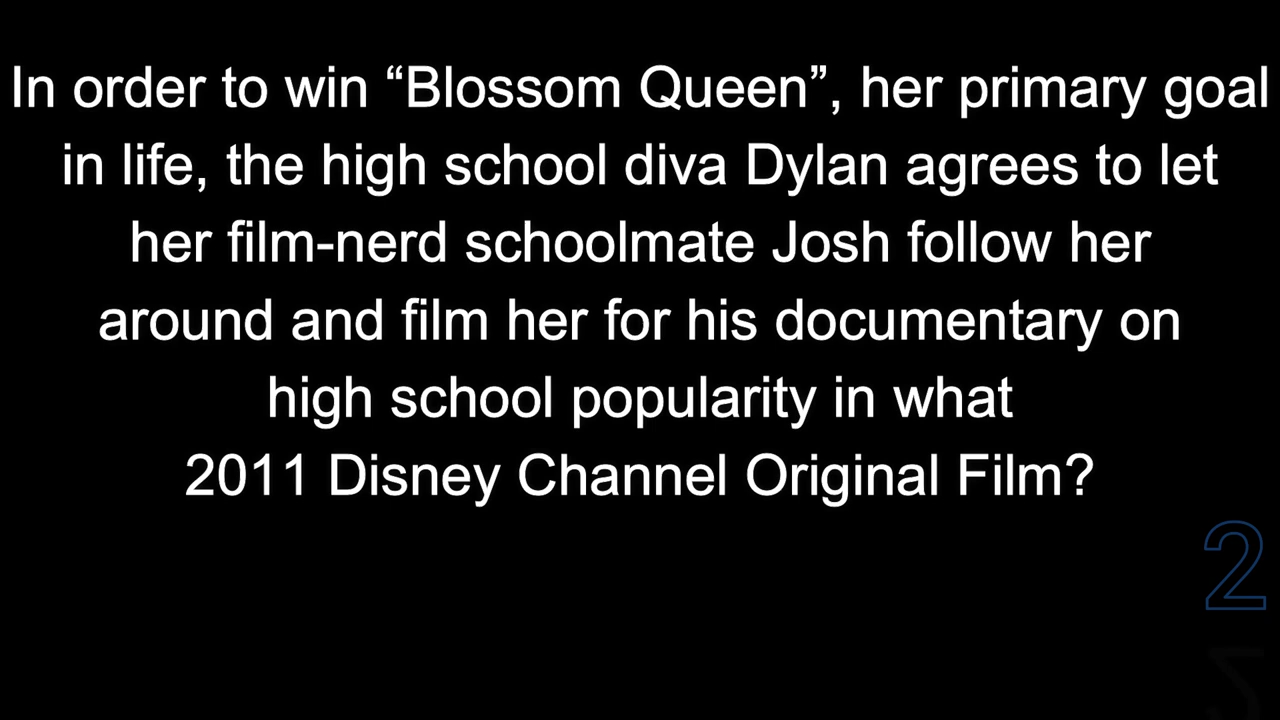 In order to win “Blossom Queen”, her primary goal
in life, the high school diva Dylan agrees to let
her film-nerd schoolmate Josh follow her
around and film her for his documentary on
high school popularity in what
2011 Disney Channel Original Film?
2